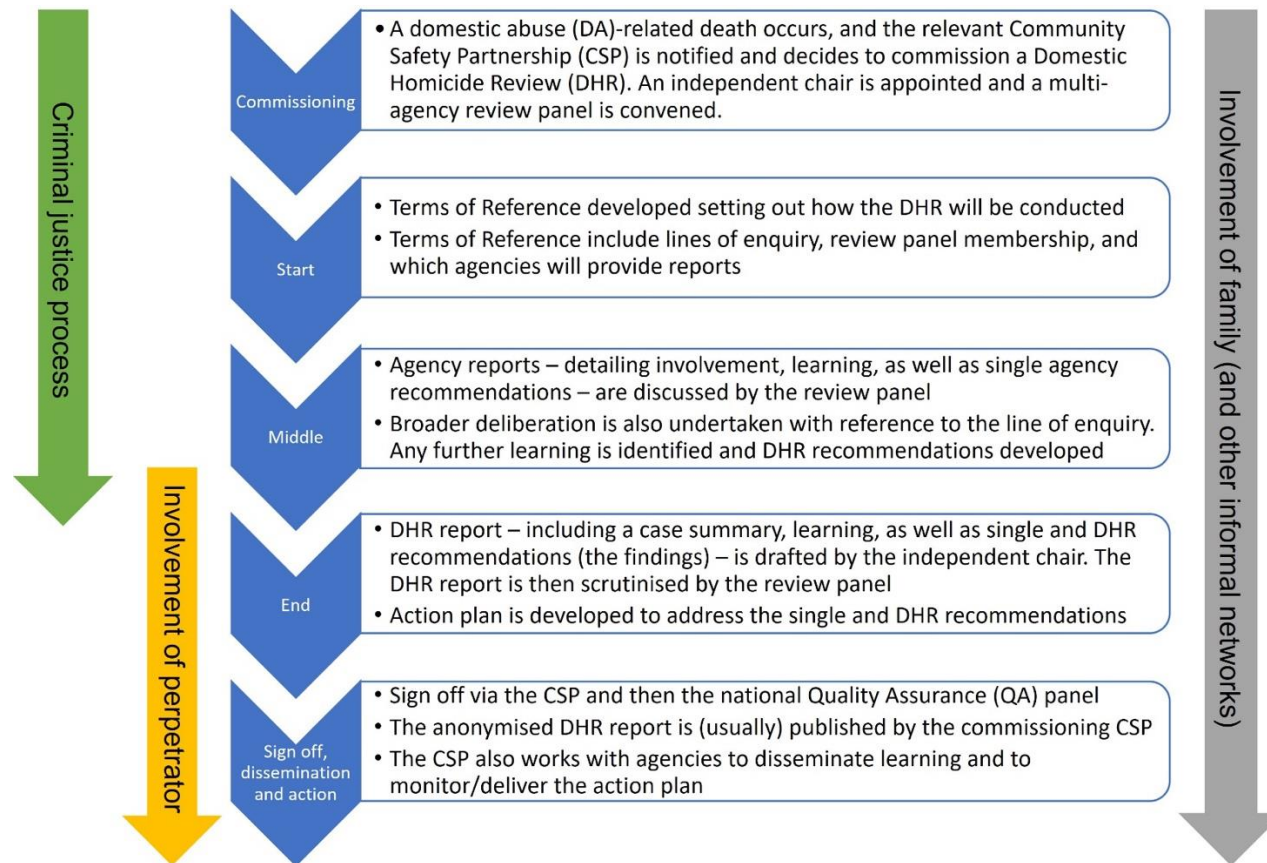 Criminal justice process
Involvement of perpetrator
Commissioning
• A domestic abuse (DA)-related death occurs, and the relevant Community
Safety Partnership (CSP) is notified and decides to commission a Domestic
Homicide Review (DHR). An independent chair is appointed and a multi-
agency review panel is convened.
Start
• Terms of Reference developed setting out how the DHR will be conducted
• Terms of Reference include lines of enquiry, review panel membership, and
which agencies will provide reports
Middle
• Agency reports – detailing involvement, learning, as well as single agency
recommendations – are discussed by the review panel
• Broader deliberation is also undertaken with reference to the line of enquiry.
Any further learning is identified and DHR recommendations developed
End
• DHR report – including a case summary, learning, as well as single and DHR
recommendations (the findings) – is drafted by the independent chair. The
DHR report is then scrutinised by the review panel
• Action plan is developed to address the single and DHR recommendations
Sign off,
dissemination
and action
• Sign off via the CSP and then the national Quality Assurance (QA) panel
• The anonymised DHR report is (usually) published by the commissioning CSP
• The CSP also works with agencies to disseminate learning and to
monitor/deliver the action plan
Involvement of family (and other informal networks)